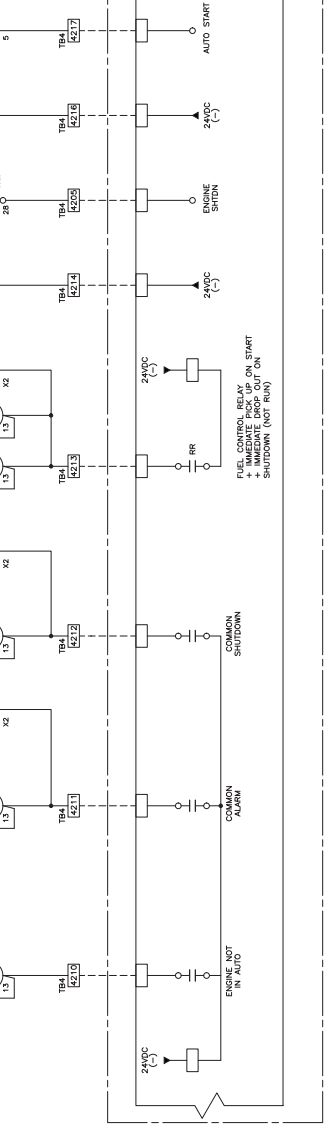 5
TB4
4217
AUTO START
TB4
4216
24VDC
(-)
28
TB4
4205
ENGINE
SHTDN
TB4
4214
24VDC
(-)
X2
13
13
24VDC
(-)
TB4
4213
RR
FUEL CONTROL RELAY
+ IMMEDIATE PICK UP ON START
+ IMMEDIATE DROP OUT ON
SHUTDOWN (NOT RUN)
X2
13
TB4
4212
COMMON
SHUTDOWN
X2
13
TB4
4211
COMMON
ALARM
13
TB4
4210
ENGINE NOT
IN AUTO
24VDC
(-)